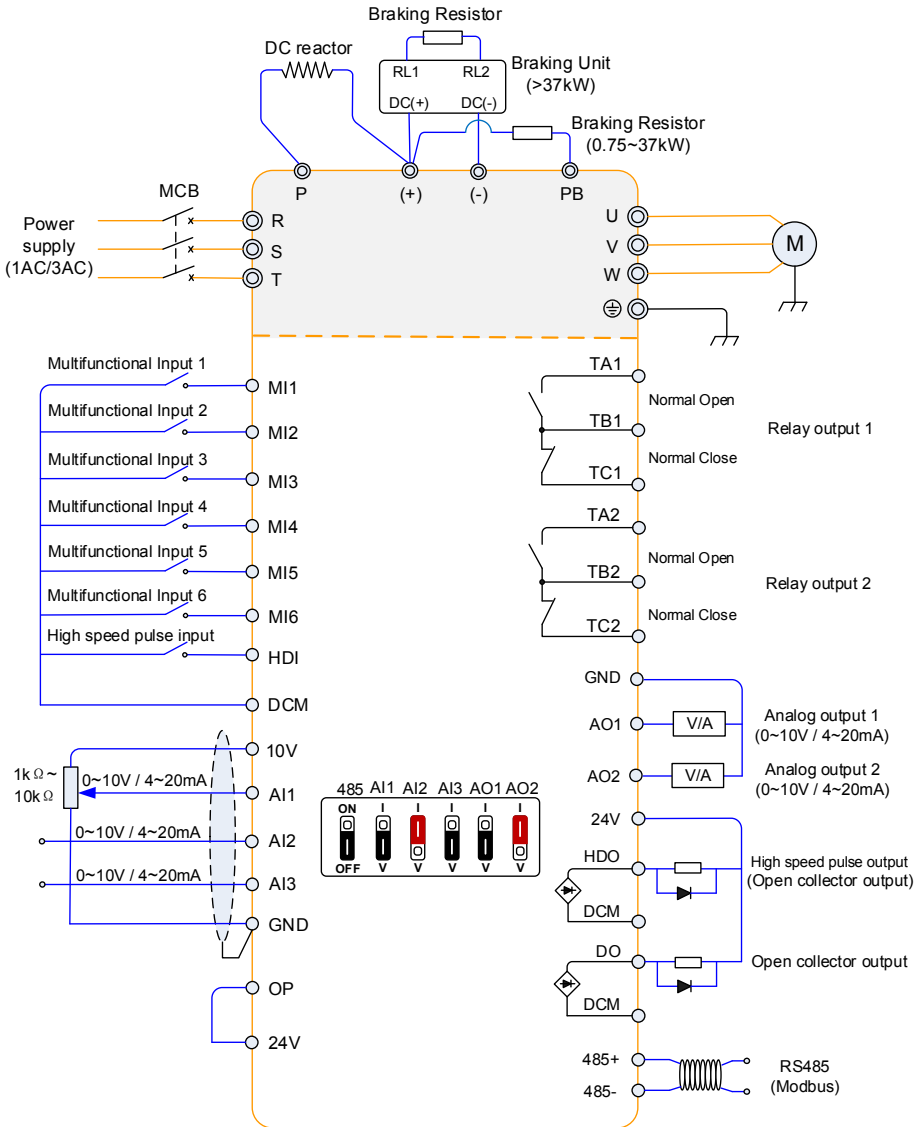 Braking Resistor
DC reactor
RL1 RL2
Braking Unit
(>37kW)
DC(+) DC(-)
Braking Resistor
(0.75~37kW)
P (+) (-) PB
MCB
Power
supply
(1AC/3AC)
R
S
T
U
V
W
M
Multifunctional Input 1
MI1
Multifunctional Input 2
MI2
Multifunctional Input 3
MI3
Multifunctional Input 4
MI4
Multifunctional Input 5
MI5
Multifunctional Input 6
MI6
High speed pulse input
HDI
DCM
10V
1kΩ~
10kΩ
0~10V / 4~20mA
AI1
0~10V / 4~20mA
AI2
0~10V / 4~20mA
AI3
GND
OP
24V
485 AI1 AI2 AI3 AO1 AO2
ON I I I I I
OFF V V V V V
TA1
Normal Open
TB1
Relay output 1
Normal Close
TC1
TA2
Normal Open
TB2
Relay output 2
Normal Close
TC2
GND
AO1
V/A
Analog output 1
(0~10V / 4~20mA)
AO2
V/A
Analog output 2
(0~10V / 4~20mA)
24V
HDO
High speed pulse output
(Open collector output)
DCM
DO
Open collector output
DCM
485+
RS485
(Modbus)
485-